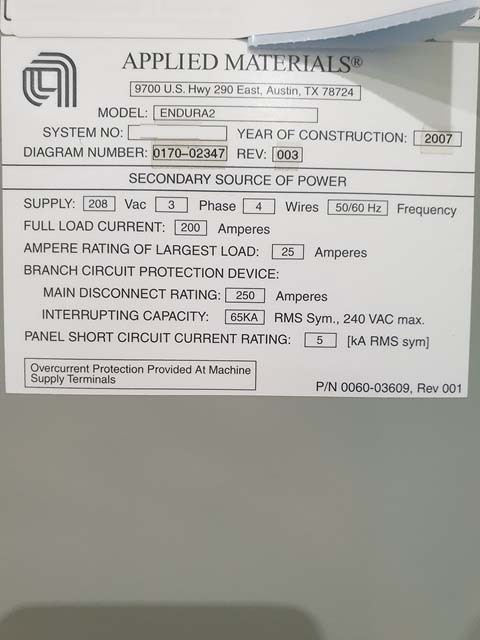 APPLIED MATERIALS®
9700 U.S. Hwy 290 East, Austin, TX 78724
MODEL: ENDURA2
SYSTEM NO: YEAR OF CONSTRUCTION: 2007
DIAGRAM NUMBER: 0170-02347 REV: 003
SECONDARY SOURCE OF POWER
SUPPLY: 208 Vac 3 Phase 4 Wires 50/60 Hz Frequency
FULL LOAD CURRENT: 200 Amperes
AMPERE RATING OF LARGEST LOAD: 25 Amperes
BRANCH CIRCUIT PROTECTION DEVICE:
MAIN DISCONNECT RATING: 250 Amperes
INTERRUPTING CAPACITY: 65KA RMS Sym., 240 VAC max.
PANEL SHORT CIRCUIT CURRENT RATING: 5 [kA RMS sym]
Overcurrent Protection Provided At Machine
Supply Terminals
P/N 0060-03609, Rev 001